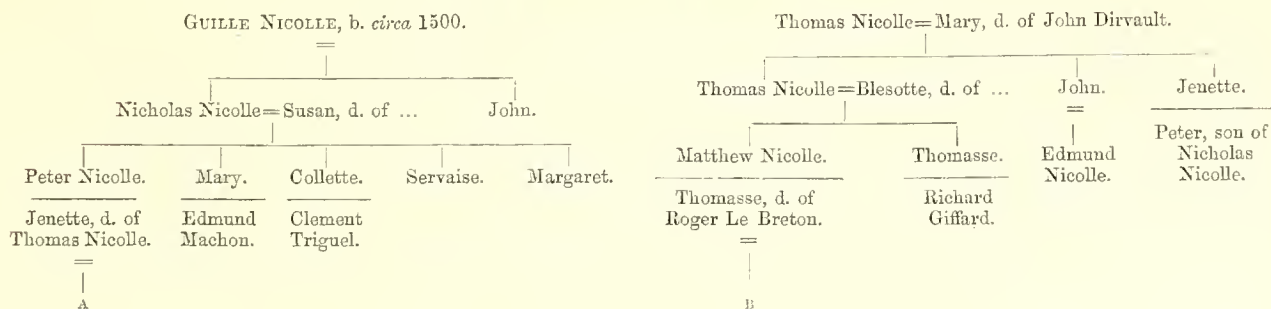 GUILLE NICOLLE, b. circa 1500.
=
Nicholas Nicolle=Susan, d. of ...
John.
Peter Nicolle.
Mary.
Collette.
Servaise.
Margaret.
Jenette, d. of
Thomas Nicolle.
=
A
Edmund
Machon.
Clement
Triguel.
Thomas Nicolle=Mary, d. of John Dirvault.
Thomas Nicolle=Blesotte, d. of ...
John.
=
Jenette.
Matthew Nicolle.
Thomasse.
Edmund
Nicolle.
Peter, son of
Nicholas
Nicolle.
Thomasse, d. of
Roger Le Breton.
=
B
Richard
Giffard.